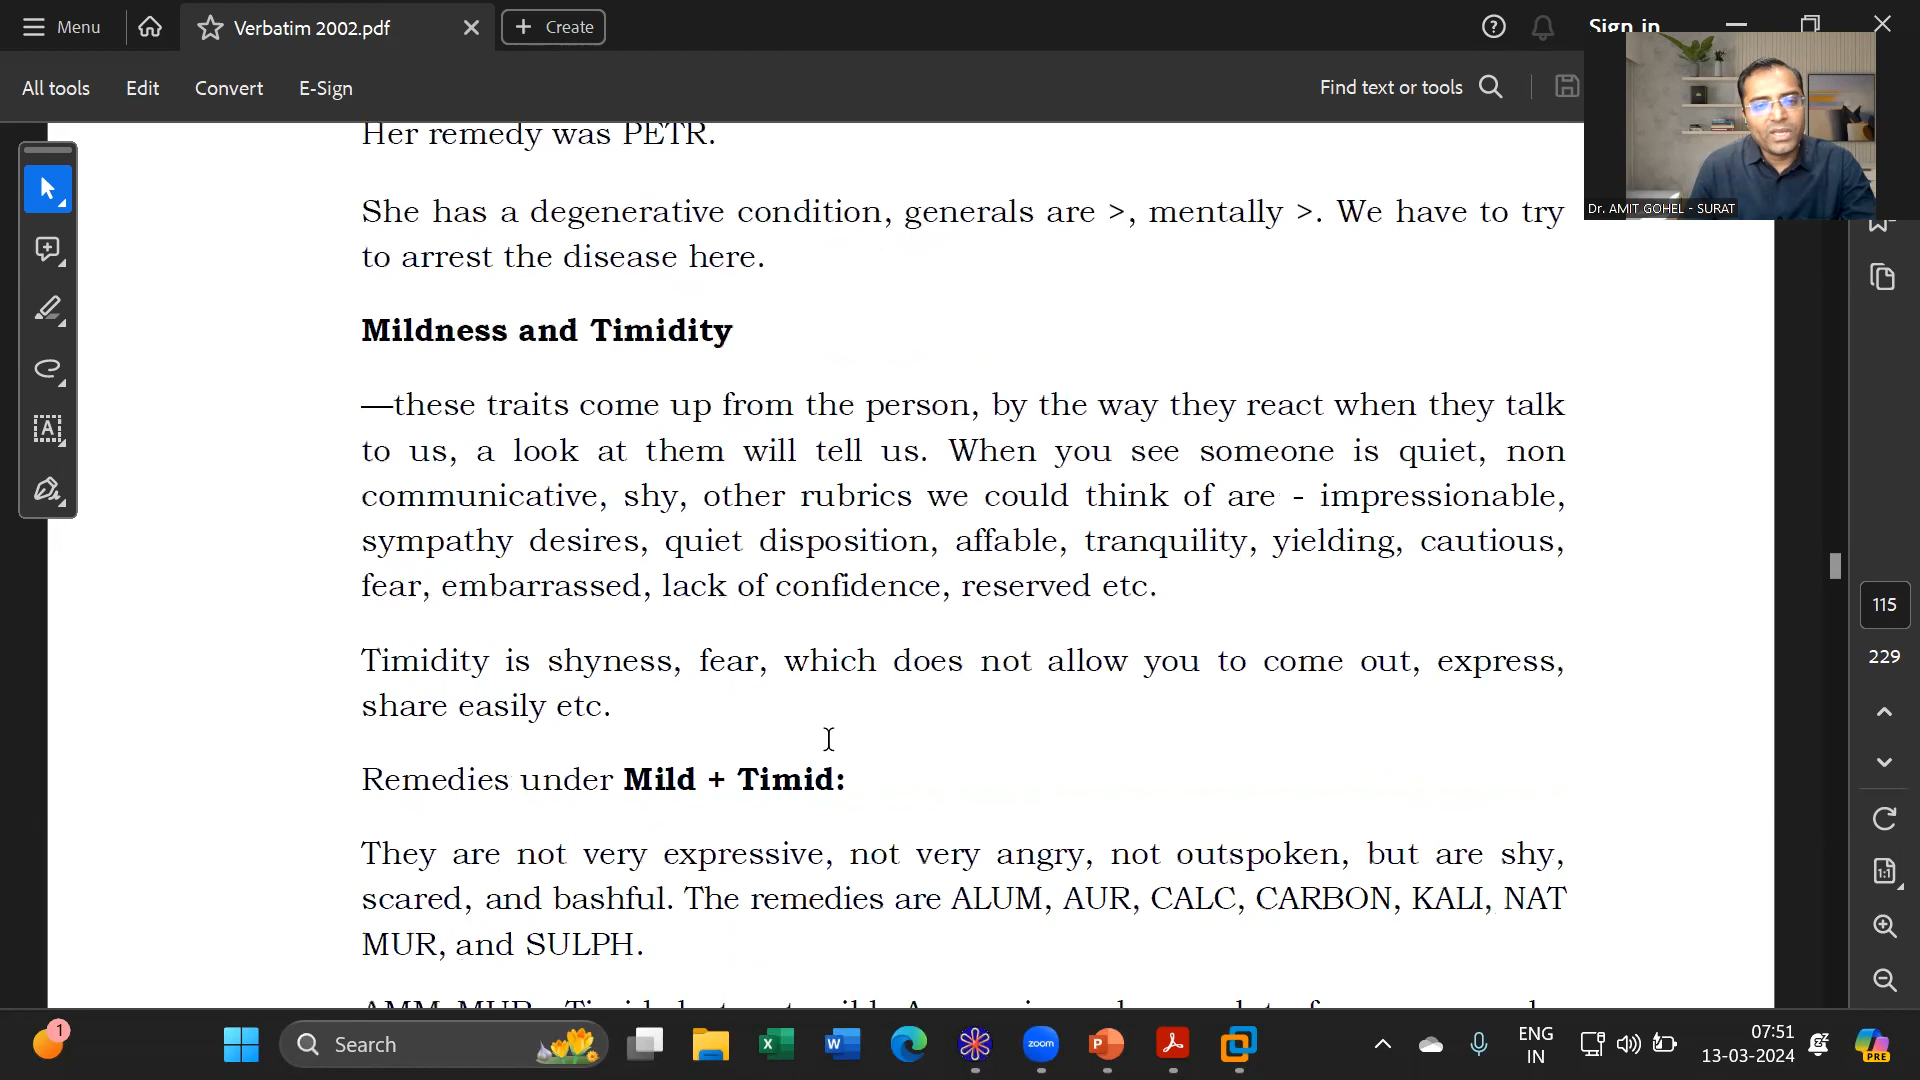 Menu
Verbatim 2002.pdf
Create
Sign in
All tools
Edit
Convert
E-Sign
Find text or tools
Dr. AMIT GOHEL - SURAT
Her remedy was PETR.
She has a degenerative condition, generals are >, mentally >. We have to try
to arrest the disease here.
Mildness and Timidity
—these traits come up from the person, by the way they react when they talk
to us, a look at them will tell us. When you see someone is quiet, non
communicative, shy, other rubrics we could think of are - impressionable,
sympathy desires, quiet disposition, affable, tranquility, yielding, cautious,
fear, embarrassed, lack of confidence, reserved etc.
Timidity is shyness, fear, which does not allow you to come out, express,
share easily etc.
Remedies under Mild + Timid:
They are not very expressive, not very angry, not outspoken, but are shy,
scared, and bashful. The remedies are ALUM, AUR, CALC, CARBON, KALI, NAT
MUR, and SULPH.
115
229
1:1
1
Search
zoom
ENG
IN
07:51
13-03-2024
PRE